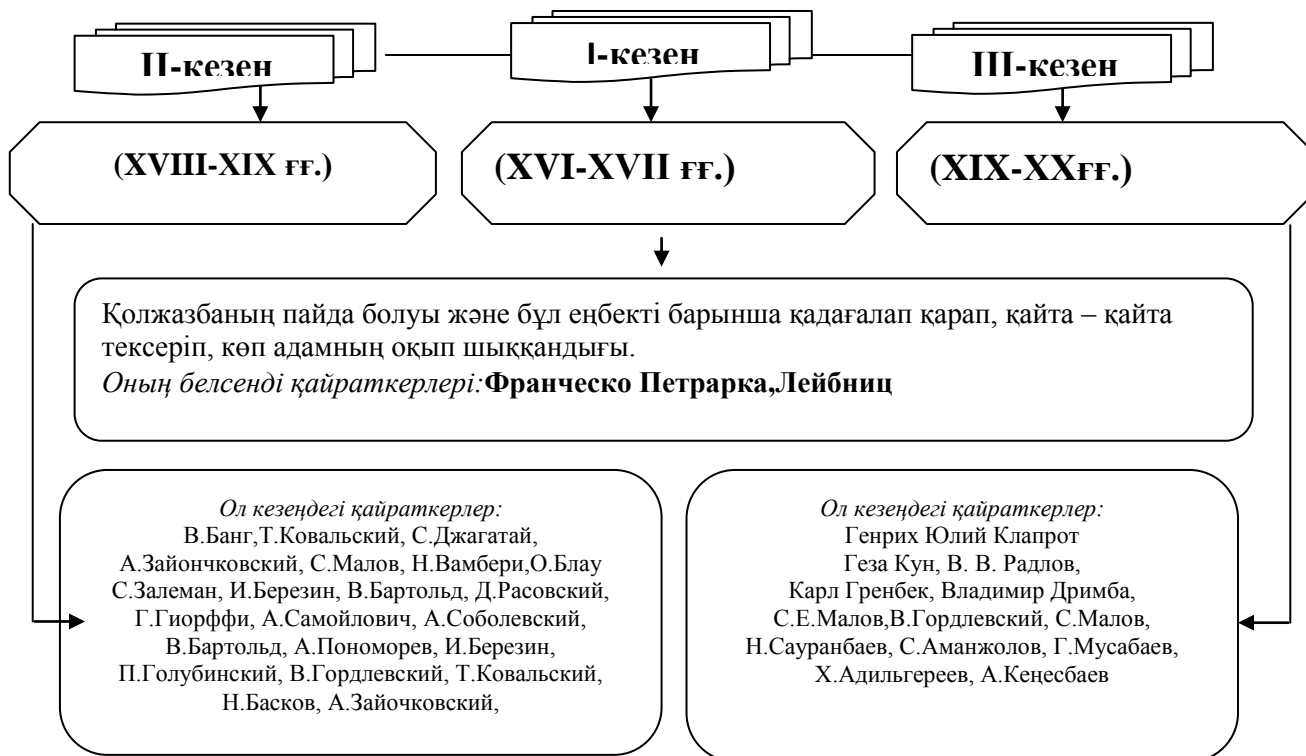 II-кезең
I-кезең
III-кезең
(XVIII-XIX ғғ.)
(XVI-XVII ғғ.)
(XIX-XXғғ.)
Қолжазбаның пайда болуы және бұл еңбекті барынша қадағалап қарап, қайта – қайта
тексеріп, көп адамның оқып шыққандығы.
Оның белсенді қайраткерлері:Франческо Петрарка,Лейбниц
Ол кезеңдегі қайраткерлер:
В.Банг,Т.Ковальский, С.Джагатай,
А.Зайончковский, С.Малов, Н.Вамбери,О.Блау
С.Залеман, И.Березин, В.Бартольд, Д.Расовский,
Г.Гиорффи, А.Самойлович, А.Соболевский,
В.Бартольд, А.Пономорев, И.Березин,
П.Голубинский, В.Гордлевский, Т.Ковальский,
Н.Басков, А.Зайочковский,
Ол кезеңдегі қайраткерлер:
Генрих Юлий Клапрот
Геза Кун, В. В. Радлов,
Карл Гренбек, Владимир Дримба,
С.Е.Малов,В.Гордлевский, С.Малов,
Н.Сауранбаев, С.Аманжолов, Г.Мусабаев,
Х.Адильгереев, А.Кеңесбаев